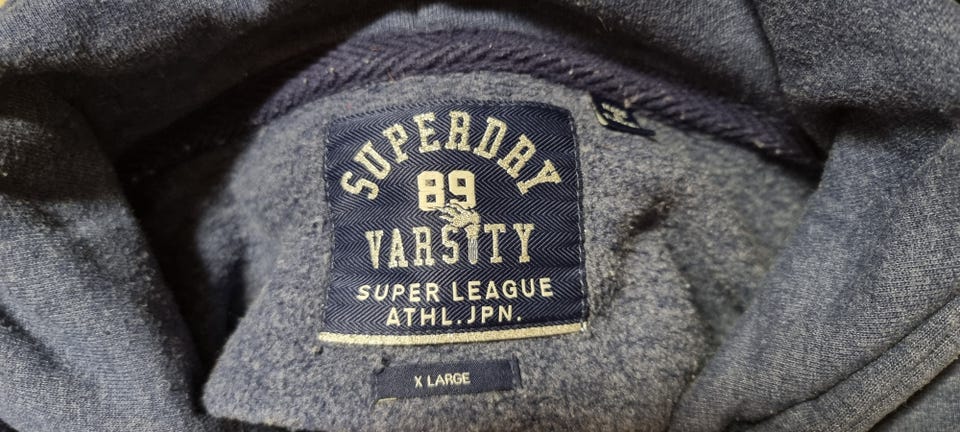 SUPERDRY
89
VARSITY
SUPER LEAGUE
ATHL.JPN.
X LARGE